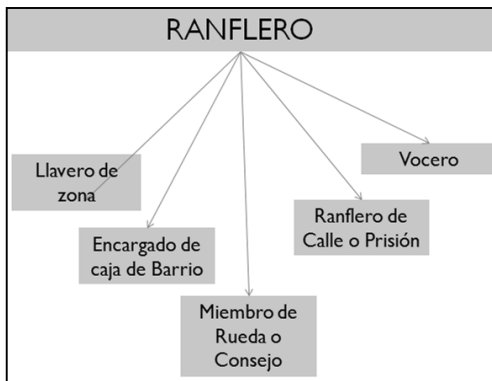 RANFLERO
Llavero de
zona
Encargado de
caja de Barrio
Miembro de
Rueda o
Consejo
Ranflero de
Calle o Prisión
Vocero